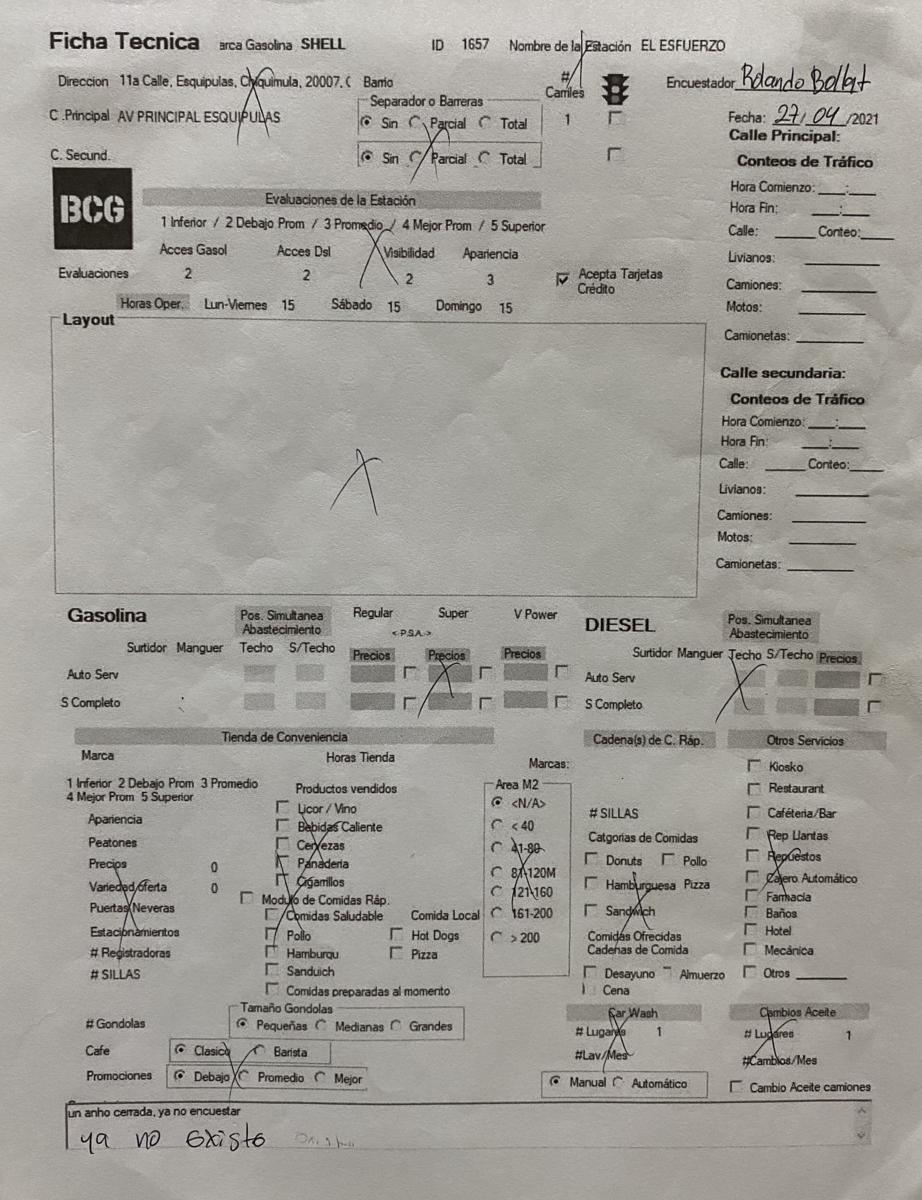 Ficha Tecnica arca Gasolina SHELL ID 1657 Nombre de la Estación EL ESFUERZO
Direccion 11a Calle, Esquipulas, Chiquimula, 20007, Barrio # Carriles Encuestador Rolando Bollat
C .Principal AV PRINCIPAL ESQUIPULAS Separador o Barreras Sin Parcial Total 1 Fecha: 27/04/2021
C. Secund. Sin Parcial Total
Calle Principal:
Conteos de Tráfico
Hora Comienzo: ___:___
Hora Fin: ___:___
Calle: ____ Conteo:____
Livianos:
Camiones:
Motos:
Camionetas:
BCG
Evaluaciones de la Estación
1 Inferior / 2 Debajo Prom / 3 Promedio / 4 Mejor Prom / 5 Superior
Acces Gasol Acces Dsl Visibilidad Apariencia
Evaluaciones 2 2 2 3 Acepta Tarjetas Crédito
Horas Oper. Lun-Viernes 15 Sábado 15 Domingo 15
Layout
Calle secundaria:
Conteos de Tráfico
Hora Comienzo: ___:___
Hora Fin: ___:___
Calle: ____ Conteo:____
Livianos:
Camiones:
Motos:
Camionetas:
Gasolina Pos. Simultanea Abastecimiento Regular Super V Power
<.P.S.A.>
Surtidor Manguer Techo S/Techo Precios Precios Precios
Auto Serv
S Completo
DIESEL Pos. Simultanea Abastecimiento
Surtidor Manguer Techo S/Techo Precios
Auto Serv
S Completo
Tienda de Conveniencia
Marca Horas Tienda
1 Inferior 2 Debajo Prom 3 Promedio
4 Mejor Prom 5 Superior
Apariencia
Peatones
Precios 0
Variedad/oferta 0
Puertas Neveras
Estacionamientos
# Registradoras
# SILLAS
Productos vendidos
Licor / Vino
Bebidas Caliente
Cervezas
Panaderia
Cigarrillos
Modulo de Comidas Ráp.
Comidas Saludable Comida Local
Pollo Hot Dogs
Hamburgu Pizza
Sanduich
Comidas preparadas al momento
Area M2
<N/A>
< 40
41-80
81-120M
121-160
161-200
> 200
# Gondolas Tamaño Gondolas Pequeñas Medianas Grandes
Cafe Clasico Barista
Promociones Debajo Promedio Mejor
Cadena(s) de C. Ráp.
Marcas:
# SILLAS
Catgorias de Comidas
Donuts Pollo
Hamburguesa Pizza
Sandwich
Comidas Ofrecidas
Cadenas de Comida
Desayuno Almuerzo
Cena
Otros Servicios
Kiosko
Restaurant
Caféteria/Bar
Rep Llantas
Repuestos
Cajero Automático
Farmacia
Baños
Hotel
Mecánica
Otros ______
Car Wash
# Lugares 1
#Lav/Mes
Manual Automático
Cambios Aceite
# Lugares 1
#Cambios/Mes
Cambio Aceite camiones
un anho cerrada, ya no encuestar
ya no existe